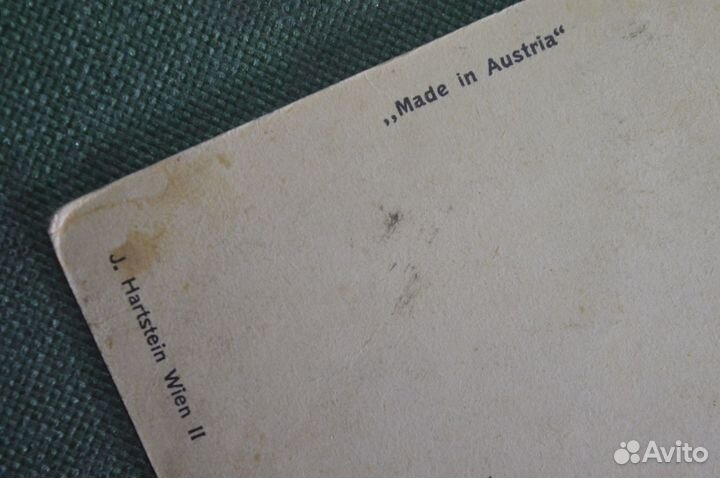 „Made in Austria“
J. Hartstein Wien II
Avito